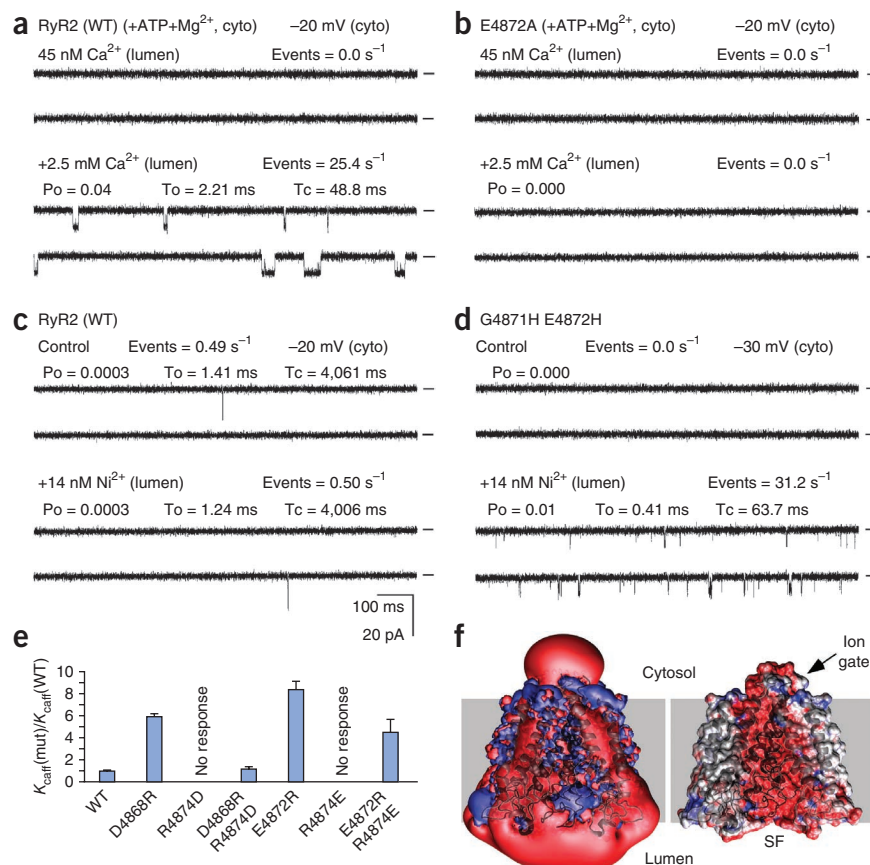 a RyR2 (WT) (+ATP+Mg²⁺, cyto) –20 mV (cyto)
45 nM Ca²⁺ (lumen) Events = 0.0 s⁻¹
+2.5 mM Ca²⁺ (lumen) Events = 25.4 s⁻¹
Po = 0.04 To = 2.21 ms Tc = 48.8 ms
b E4872A (+ATP+Mg²⁺, cyto) –20 mV (cyto)
45 nM Ca²⁺ (lumen) Events = 0.0 s⁻¹
+2.5 mM Ca²⁺ (lumen) Events = 0.0 s⁻¹
Po = 0.000
c RyR2 (WT)
Control Events = 0.49 s⁻¹ –20 mV (cyto)
Po = 0.0003 To = 1.41 ms Tc = 4,061 ms
+14 nM Ni²⁺ (lumen) Events = 0.50 s⁻¹
Po = 0.0003 To = 1.24 ms Tc = 4,006 ms
100 ms
20 pA
d G4871H E4872H
Control Events = 0.0 s⁻¹ –30 mV (cyto)
Po = 0.000
+14 nM Ni²⁺ (lumen) Events = 31.2 s⁻¹
Po = 0.01 To = 0.41 ms Tc = 63.7 ms
e
K_caff(mut)/K_caff(WT)
10
8
6
4
2
0
No response
No response
WT
D4868R
R4874D
D4868R
R4874D
E4872R
R4874E
E4872R
R4874E
f
Cytosol
Ion
gate
SF
Lumen